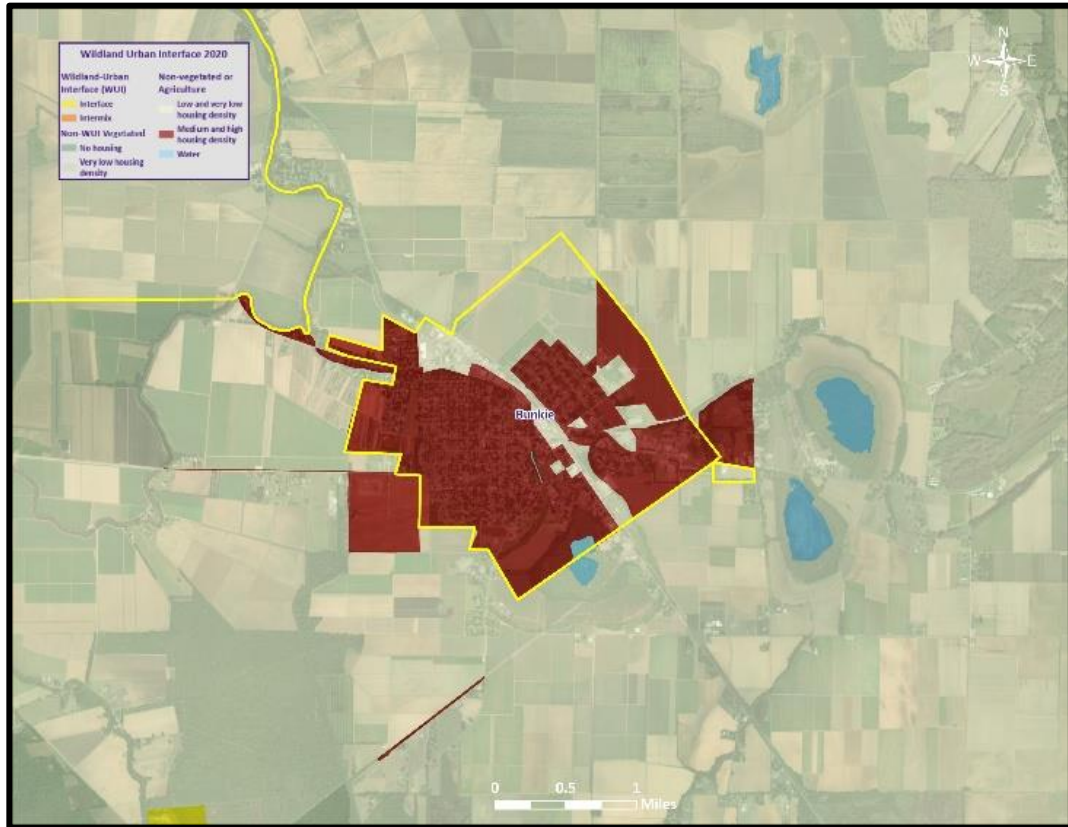 Wildland Urban Interface 2020
Wildland-Urban
Interface (WUI)
Interface
Intermix
Non-WUI Vegetated
No housing
Very low housing
density
Non-vegetated or
Agriculture
Low and very low
housing density
Medium and high
housing density
Water
N
W
E
S
Bunkie
0 0.5 1
Miles